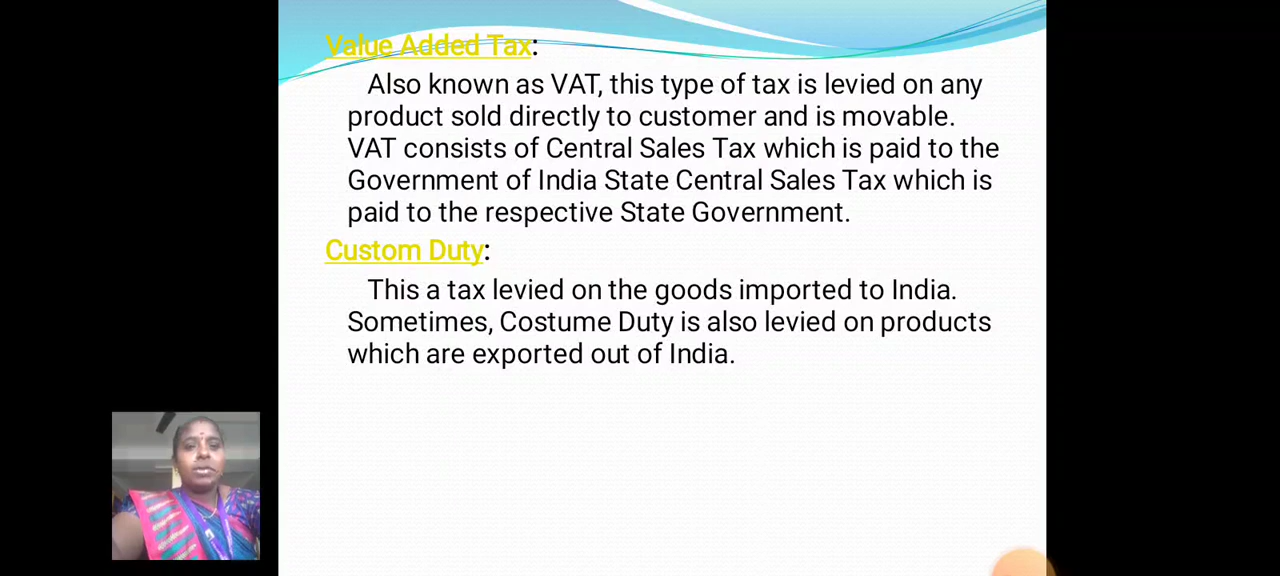 Value Added Tax:
Also known as VAT, this type of tax is levied on any
product sold directly to customer and is movable.
VAT consists of Central Sales Tax which is paid to the
Government of India State Central Sales Tax which is
paid to the respective State Government.
Custom Duty:
This a tax levied on the goods imported to India.
Sometimes, Costume Duty is also levied on products
which are exported out of India.